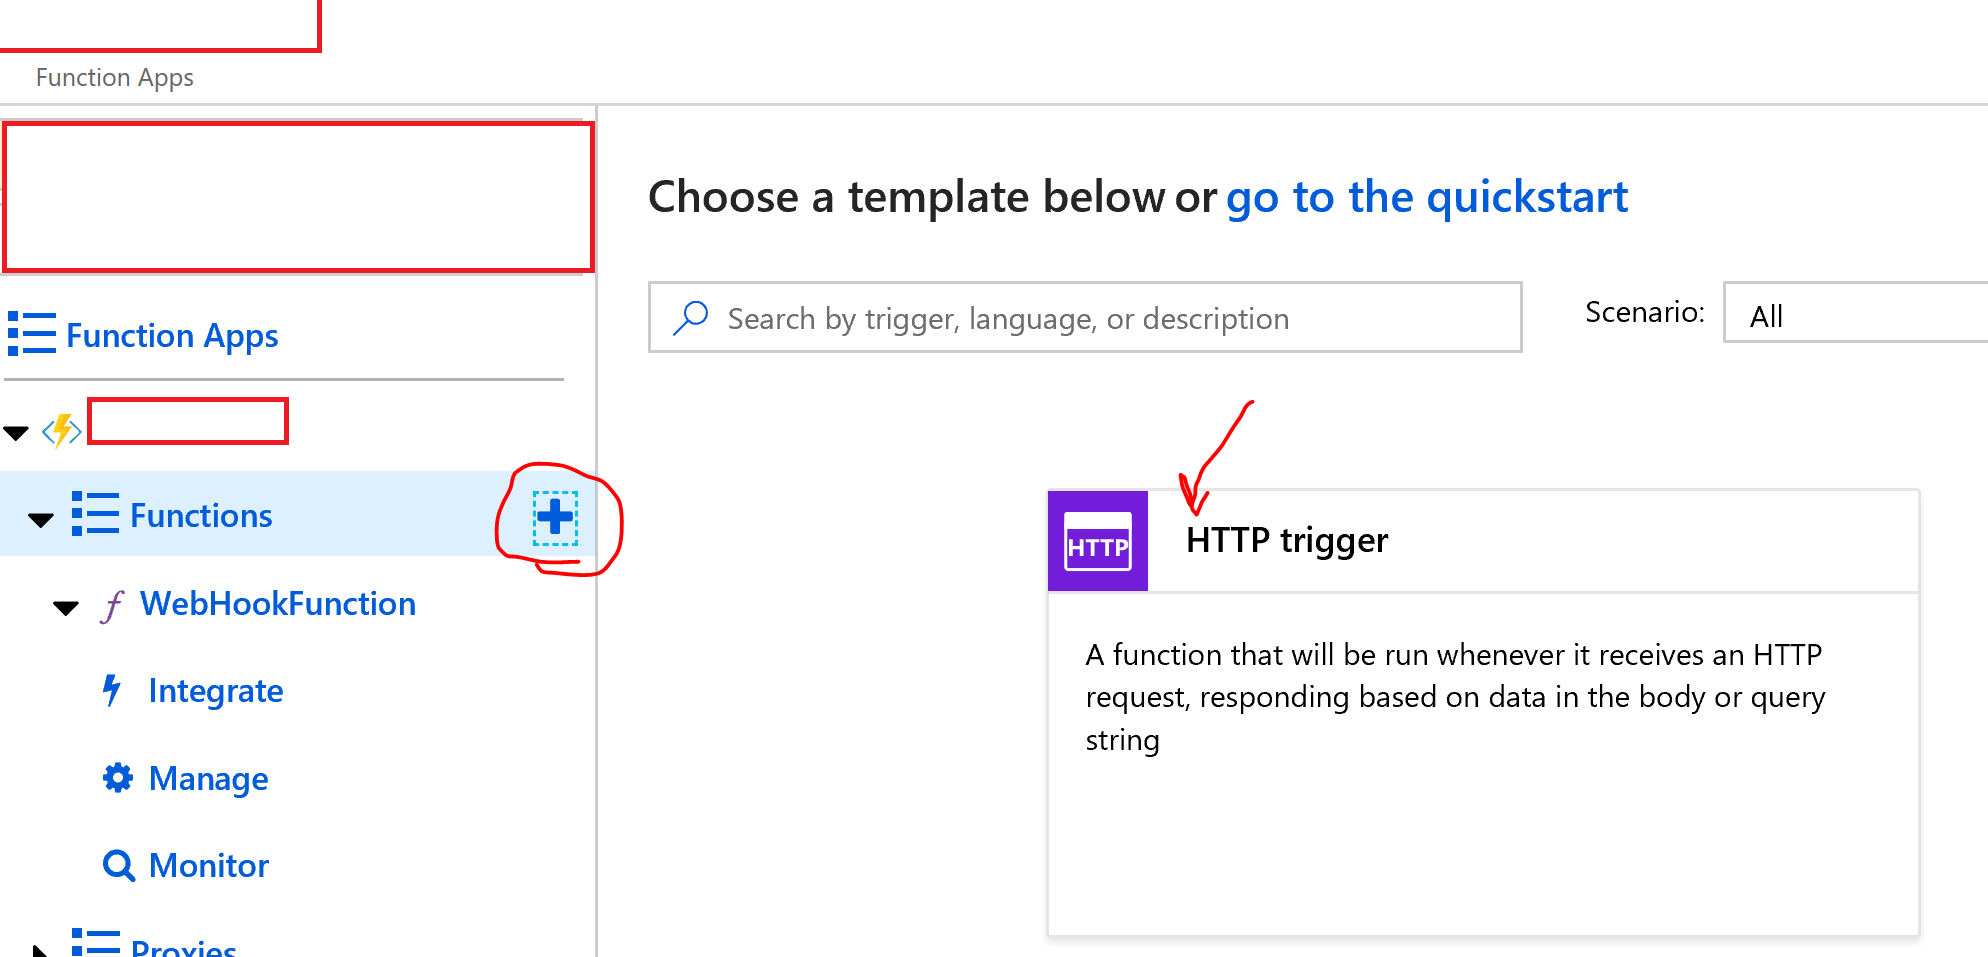 Function Apps
Choose a template below or go to the quickstart
Search by trigger, language, or description
Scenario:
All
Function Apps
Functions
WebHookFunction
Integrate
Manage
Monitor
Proxies
HTTP
HTTP trigger
A function that will be run whenever it receives an HTTP
request, responding based on data in the body or query
string